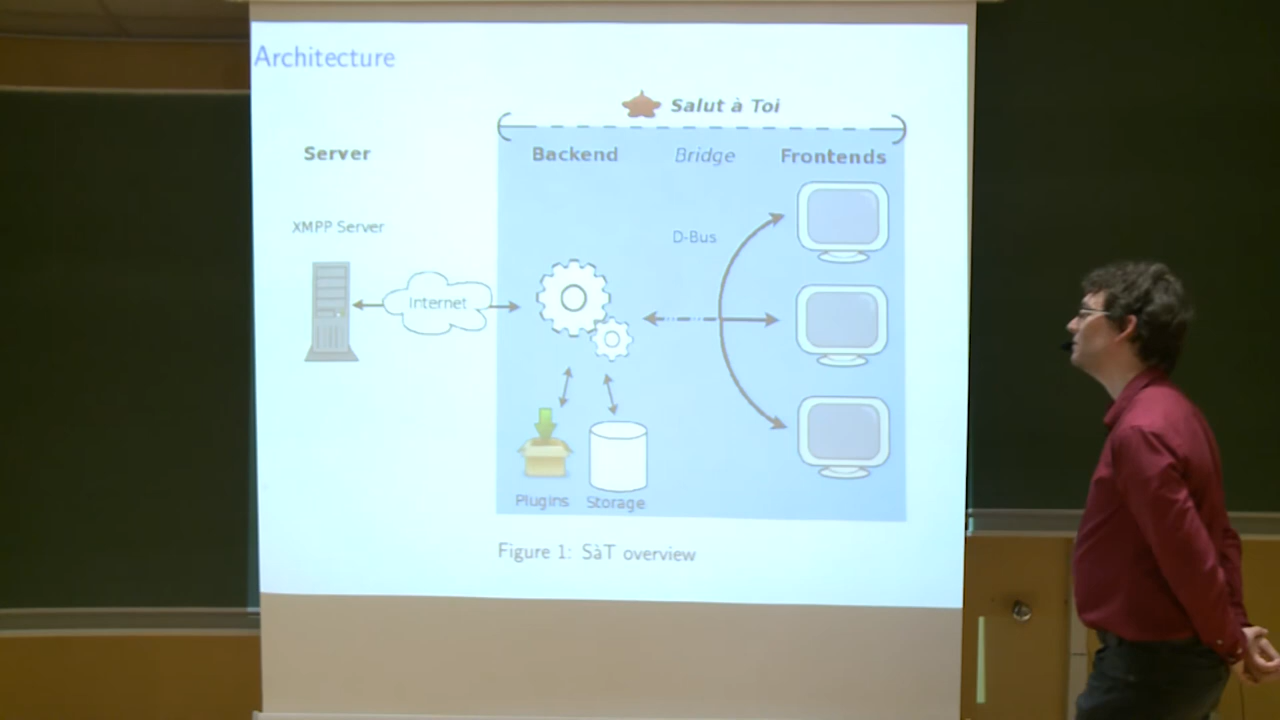 Architecture
Salut à Toi
Server
Backend
Bridge
Frontends
XMPP Server
D-Bus
Internet
Plugins
Storage
Figure 1: SàT overview